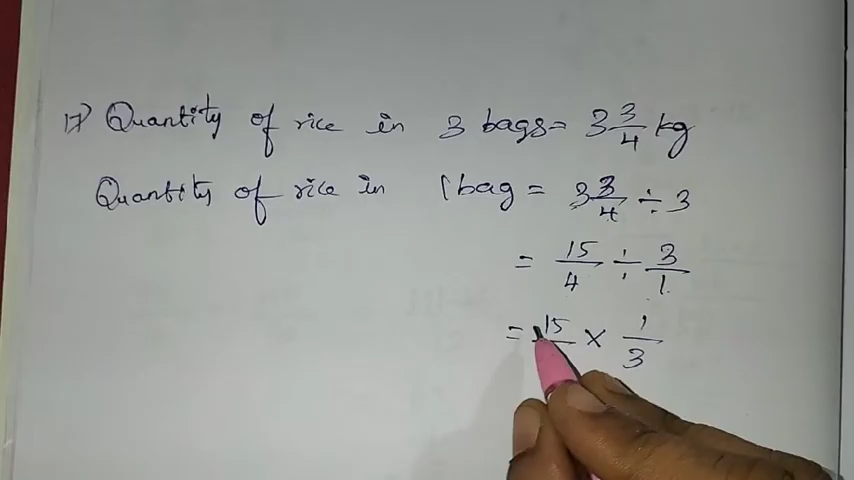 17) Quantity of rice in 3 bags = 3 3/4 kg
Quantity of rice in 1 bag = 3 3/4 ÷ 3
= 15/4 ÷ 3/1
= 15/ × 1/3